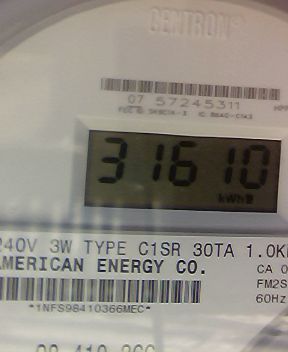 CENTRON®
07 57245311
31610
kWh
240V 3W TYPE C1SR 30TA 1.0K
AMERICAN ENERGY CO.
CA 0
FM2S
60Hz
*1NFS98410366MEC*